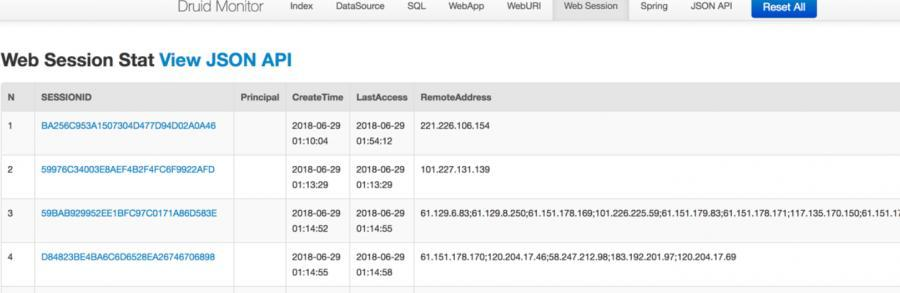 Druid Monitor Index DataSource SQL WebApp WebURI Web Session Spring JSON API Reset All
Web Session Stat View JSON API
N SESSIONID Principal CreateTime LastAccess RemoteAddress
1 BA256C953A1507304D477D94D02A0A46 2018-06-29 01:10:04 2018-06-29 01:54:12 221.226.106.154
2 59976C34003E8AEF4B2F4FC6F9922AFD 2018-06-29 01:13:29 2018-06-29 01:13:29 101.227.131.139
3 59BAB929952EE1BFC97C0171A86D583E 2018-06-29 01:14:52 2018-06-29 01:14:55 61.129.6.83;61.129.8.250;61.151.178.169;101.226.225.59;61.151.179.83;61.151.178.171;117.135.170.150;61.151.17
4 D84823BE4BA6C6D6528EA26746706898 2018-06-29 01:14:55 2018-06-29 01:14:58 61.151.178.170;120.204.17.46;58.247.212.98;183.192.201.97;120.204.17.69